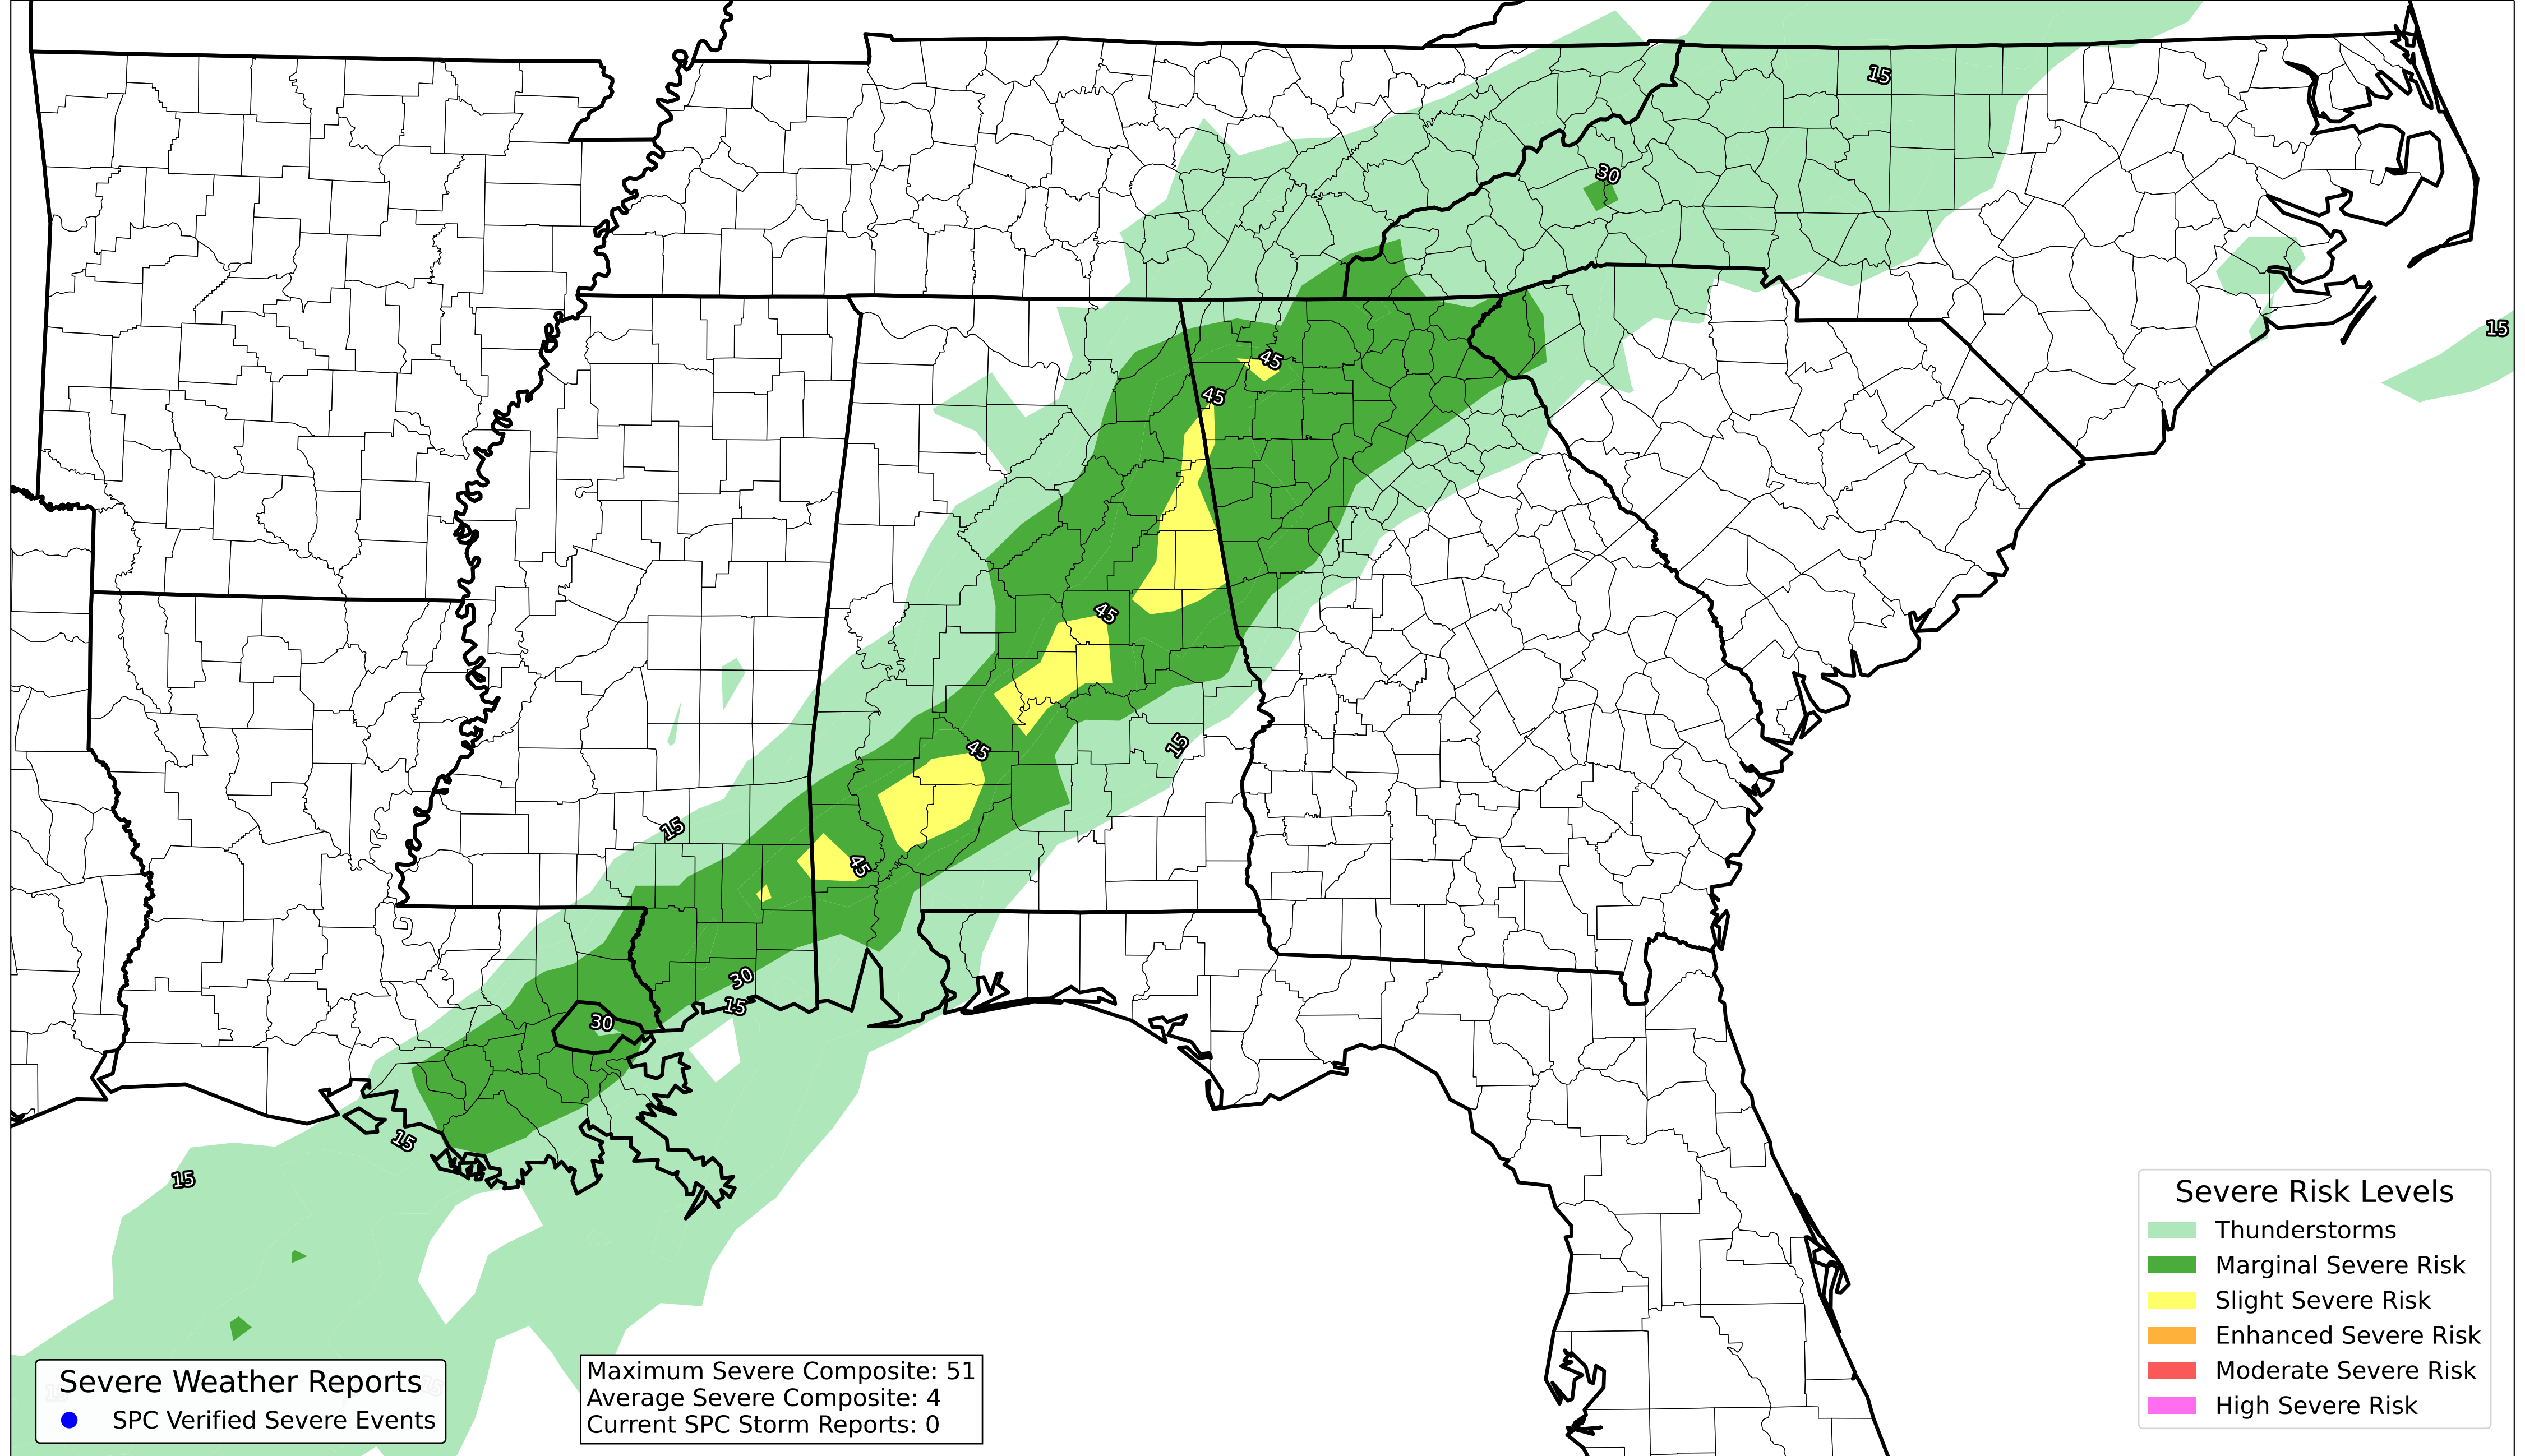 15
30
15
45
45
45
15
45
15
45
30
15
30
15
15
Severe Risk Levels
Thunderstorms
Marginal Severe Risk
Slight Severe Risk
Enhanced Severe Risk
Moderate Severe Risk
High Severe Risk
Severe Weather Reports
SPC Verified Severe Events
Maximum Severe Composite: 51
Average Severe Composite: 4
Current SPC Storm Reports: 0